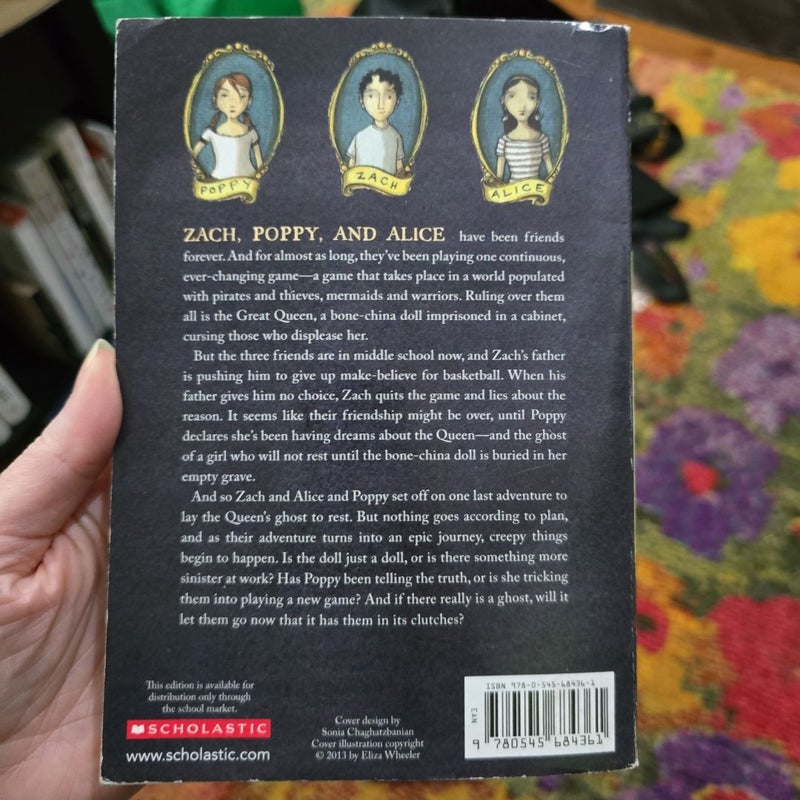 POPPY
ZACH
ALICE
ZACH, POPPY, AND ALICE have been friends
forever. And for almost as long, they've been playing one continuous,
ever-changing game—a game that takes place in a world populated
with pirates and thieves, mermaids and warriors. Ruling over them
all is the Great Queen, a bone-china doll imprisoned in a cabinet,
cursing those who displease her.
But the three friends are in middle school now, and Zach's father
is pushing him to give up make-believe for basketball. When his
father gives him no choice, Zach quits the game and lies about the
reason. It seems like their friendship might be over, until Poppy
declares she's been having dreams about the Queen—and the ghost
of a girl who will not rest until the bone-china doll is buried in her
empty grave.
And so Zach and Alice and Poppy set off on one last adventure to
lay the Queen's ghost to rest. But nothing goes according to plan,
and as their adventure turns into an epic journey, creepy things
begin to happen. Is the doll just a doll, or is there something more
sinister at work? Has Poppy been telling the truth, or is she tricking
them into playing a new game? And if there really is a ghost, will it
let them go now that it has them in its clutches?
This edition is available for
distribution only through
the school market.
SCHOLASTIC
www.scholastic.com
Cover design by
Sonia Chaghatzbanian
Cover illustration copyright
© 2013 by Eliza Wheeler
ISBN 978-0-545-68436-1
EAN
9 780545 684361